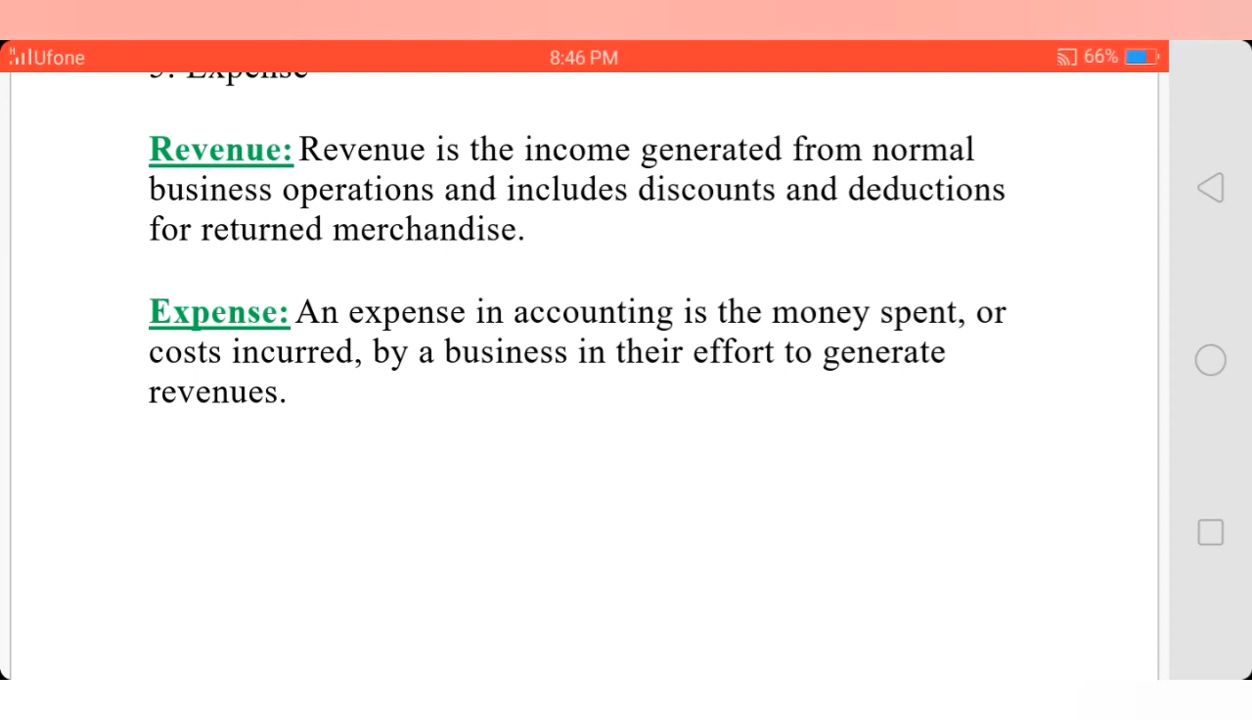 Ufone 8:46 PM 66%
5. Expense
Revenue: Revenue is the income generated from normal
business operations and includes discounts and deductions
for returned merchandise.
Expense: An expense in accounting is the money spent, or
costs incurred, by a business in their effort to generate
revenues.